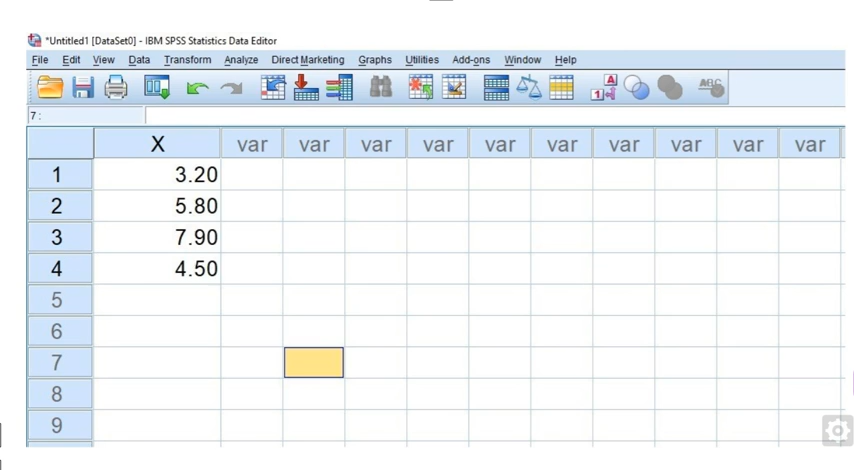 *Untitled1 [DataSet0] - IBM SPSS Statistics Data Editor
File Edit View Data Transform Analyze Direct Marketing Graphs Utilities Add-ons Window Help
A
1
ABC
7 :
X var var var var var var var var var var
1 3.20
2 5.80
3 7.90
4 4.50
5
6
7
8
9